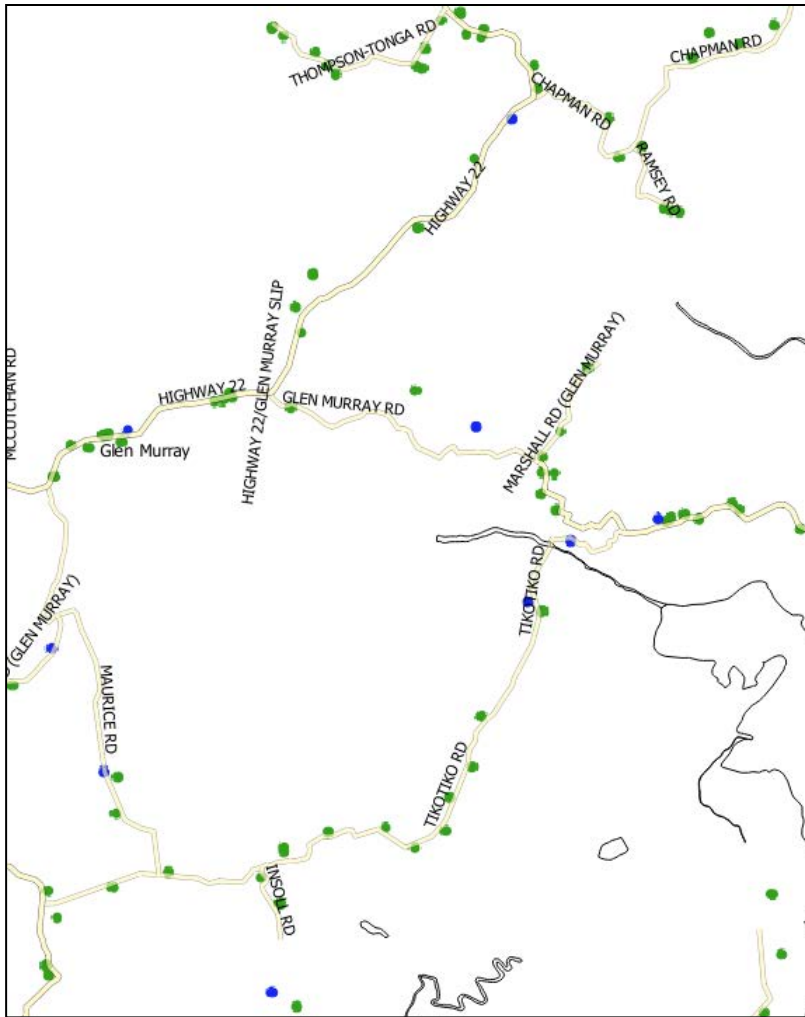 THOMPSON-TONGA RD
CHAPMAN RD
CHAPMAN RD
RAMSEY RD
HIGHWAY 22
HIGHWAY 22/GLEN MURRAY SLIP
MARSHALL RD (GLEN MURRAY)
MCCUTCHAN RD
HIGHWAY 22
GLEN MURRAY RD
Glen Murray
TIKOTIKO RD
(GLEN MURRAY)
MAURICE RD
TIKOTIKO RD
INSOLL RD